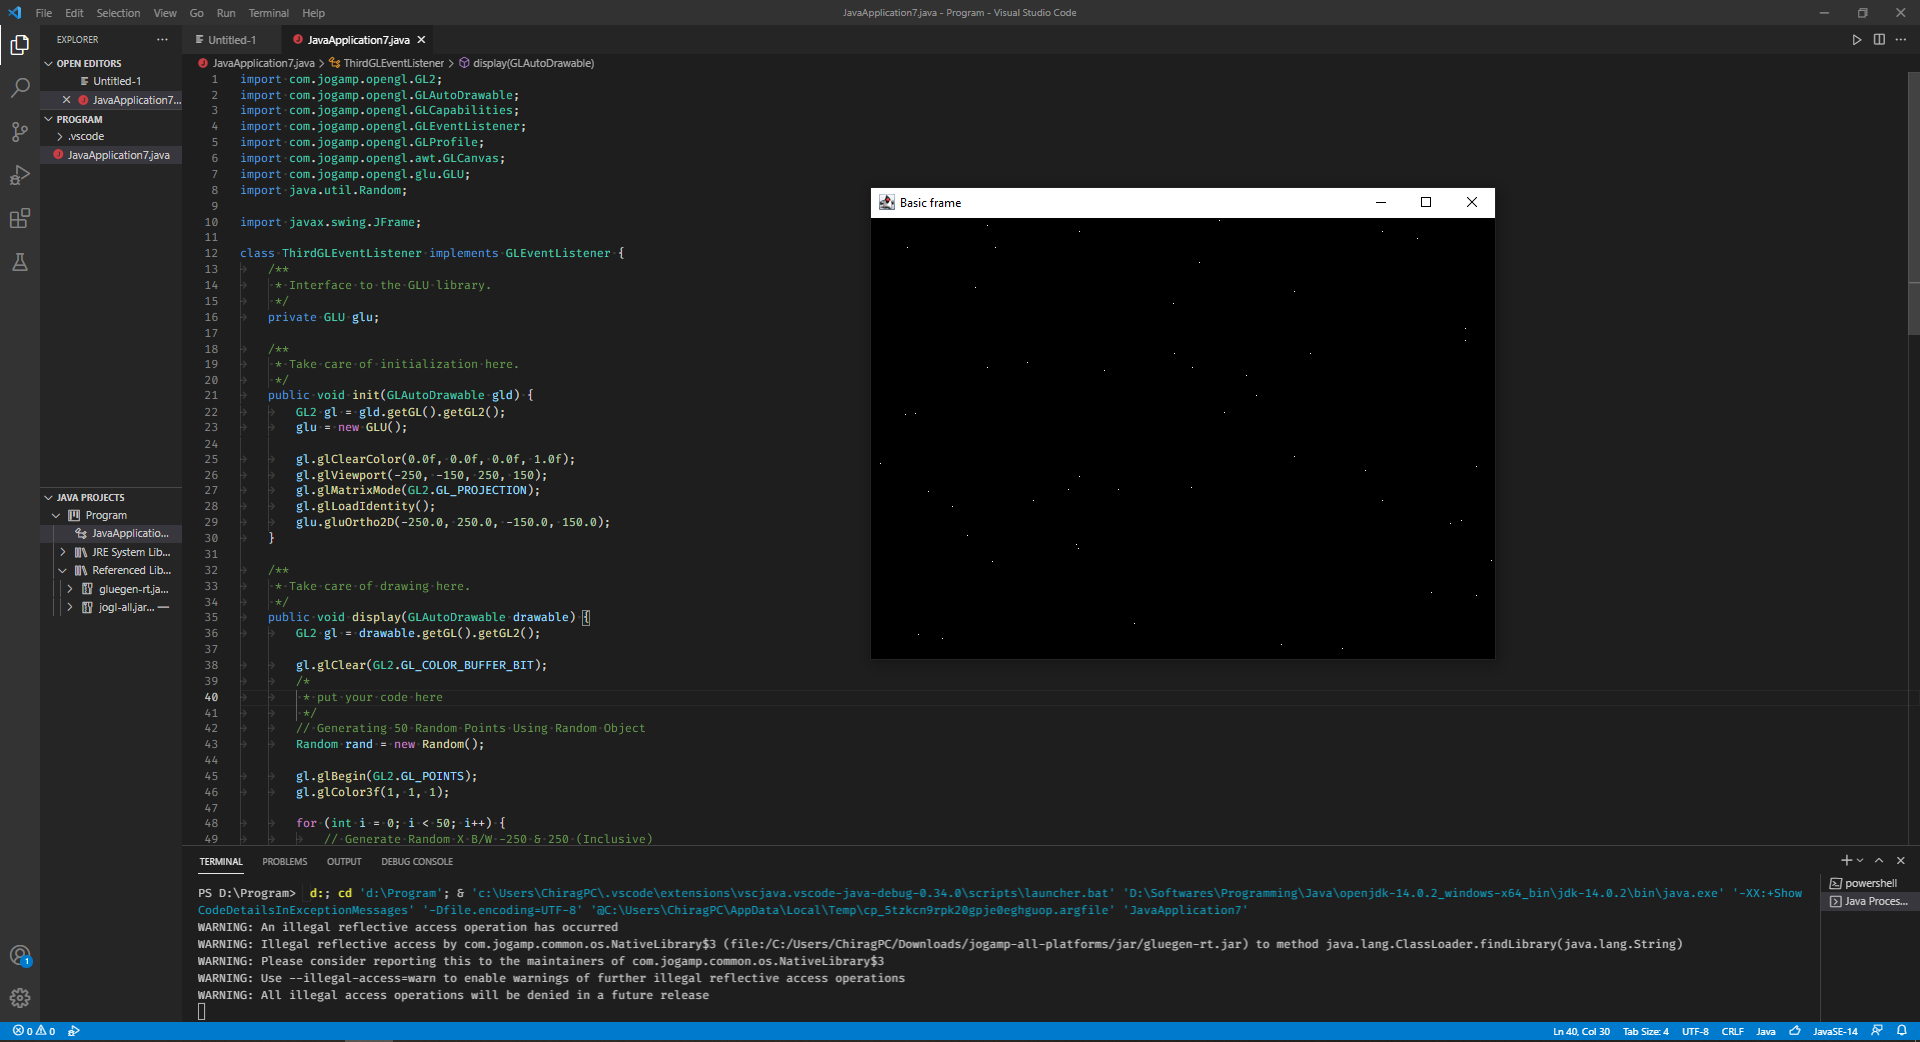 File Edit Selection View Go Run Terminal Help
JavaApplication7.java - Program - Visual Studio Code
EXPLORER
OPEN EDITORS
Untitled-1
JavaApplication7...
PROGRAM
.vscode
JavaApplication7.java
JAVA PROJECTS
Program
JavaApplicatio...
JRE System Lib...
Referenced Lib...
gluegen-rt.ja...
jogl-all.jar...
1
Untitled-1
JavaApplication7.java
JavaApplication7.java > ThirdGLEventListener > display(GLAutoDrawable)
1 import com.jogamp.opengl.GL2;
2 import com.jogamp.opengl.GLAutoDrawable;
3 import com.jogamp.opengl.GLCapabilities;
4 import com.jogamp.opengl.GLEventListener;
5 import com.jogamp.opengl.GLProfile;
6 import com.jogamp.opengl.awt.GLCanvas;
7 import com.jogamp.opengl.glu.GLU;
8 import java.util.Random;
9
10 import javax.swing.JFrame;
11
12 class ThirdGLEventListener implements GLEventListener {
13 /**
14 * Interface to the GLU library.
15 */
16 private GLU glu;
17
18 /**
19 * Take care of initialization here.
20 */
21 public void init(GLAutoDrawable gld) {
22 GL2 gl = gld.getGL().getGL2();
23 glu = new GLU();
24
25 gl.glClearColor(0.0f, 0.0f, 0.0f, 1.0f);
26 gl.glViewport(-250, -150, 250, 150);
27 gl.glMatrixMode(GL2.GL_PROJECTION);
28 gl.glLoadIdentity();
29 glu.gluOrtho2D(-250.0, 250.0, -150.0, 150.0);
30 }
31
32 /**
33 * Take care of drawing here.
34 */
35 public void display(GLAutoDrawable drawable) {
36 GL2 gl = drawable.getGL().getGL2();
37
38 gl.glClear(GL2.GL_COLOR_BUFFER_BIT);
39 /*
40 * put your code here
41 */
42 // Generating 50 Random Points Using Random Object
43 Random rand = new Random();
44
45 gl.glBegin(GL2.GL_POINTS);
46 gl.glColor3f(1, 1, 1);
47
48 for (int i = 0; i < 50; i++) {
49 // Generate Random X B/W -250 & 250 (Inclusive)
Basic frame
TERMINAL PROBLEMS OUTPUT DEBUG CONSOLE
PS D:\Program> d:; cd 'd:\Program'; & 'c:\Users\ChiragPC\.vscode\extensions\vscjava.vscode-java-debug-0.34.0\scripts\launcher.bat' 'D:\Softwares\Programming\Java\openjdk-14.0.2_windows-x64_bin\jdk-14.0.2\bin\java.exe' '-XX:+Show
CodeDetailsInExceptionMessages' '-Dfile.encoding=UTF-8' '@C:\Users\ChiragPC\AppData\Local\Temp\cp_5tzkcn9rpk20gpje0eghguop.argfile' 'JavaApplication7'
WARNING: An illegal reflective access operation has occurred
WARNING: Illegal reflective access by com.jogamp.common.os.NativeLibrary$3 (file:/C:/Users/ChiragPC/Downloads/jogamp-all-platforms/jar/gluegen-rt.jar) to method java.lang.ClassLoader.findLibrary(java.lang.String)
WARNING: Please consider reporting this to the maintainers of com.jogamp.common.os.NativeLibrary$3
WARNING: Use --illegal-access=warn to enable warnings of further illegal reflective access operations
WARNING: All illegal access operations will be denied in a future release
powershell
Java Proces...
0 0
Ln 40, Col 30 Tab Size: 4 UTF-8 CRLF Java JavaSE-14